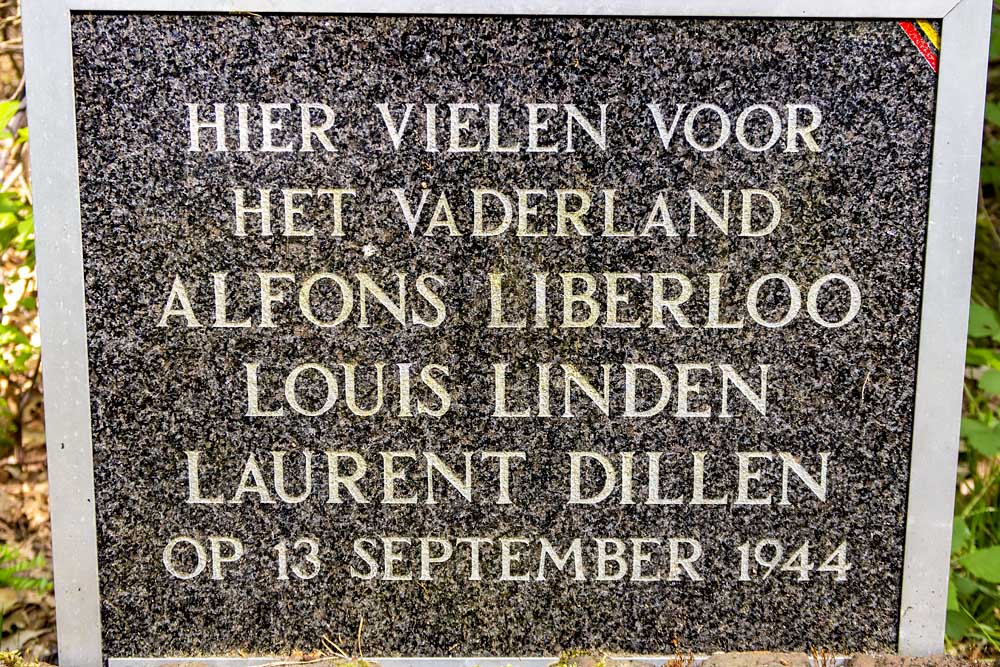 HIER VIELEN VOOR
HET VADERLAND
ALFONS LIBERLOO
LOUIS LINDEN
LAURENT DILLEN
OP 13 SEPTEMBER 1944